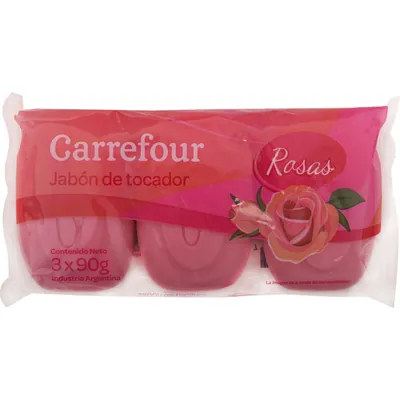 Carrefour
Jabón de tocador
Rosas
Contenido Neto
3 x 90g
Industria Argentina